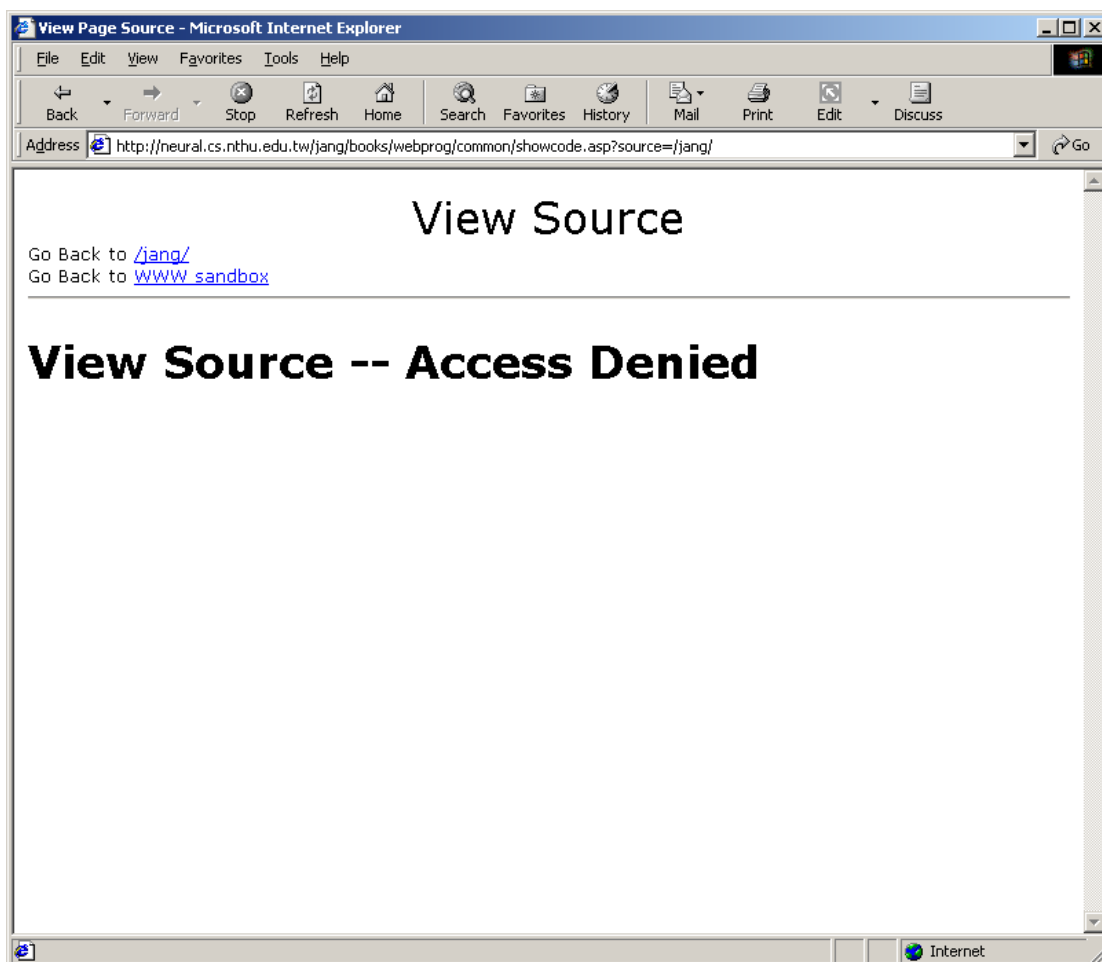 View Page Source - Microsoft Internet Explorer
File Edit View Favorites Tools Help
Back Forward Stop Refresh Home Search Favorites History Mail Print Edit Discuss
Address http://neural.cs.nthu.edu.tw/jang/books/webprog/common/showcode.asp?source=/jang/ Go
View Source
Go Back to /jang/
Go Back to WWW sandbox
View Source -- Access Denied
Internet